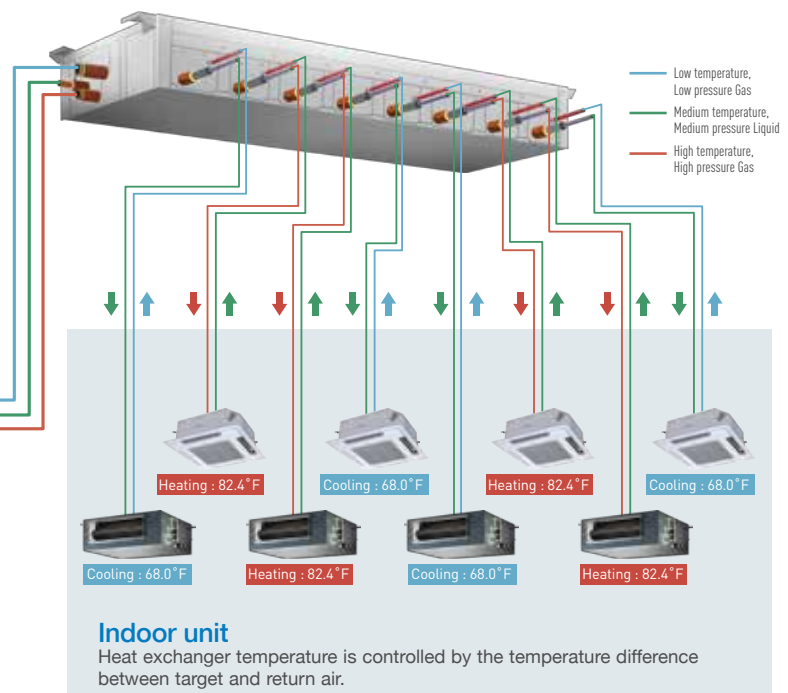 Low temperature,
Low pressure Gas
Medium temperature,
Medium pressure Liquid
High temperature,
High pressure Gas
Heating : 82.4˚F
Cooling : 68.0˚F
Heating : 82.4˚F
Cooling : 68.0˚F
Cooling : 68.0˚F
Heating : 82.4˚F
Cooling : 68.0˚F
Heating : 82.4˚F
Indoor unit
Heat exchanger temperature is controlled by the temperature difference
between target and return air.